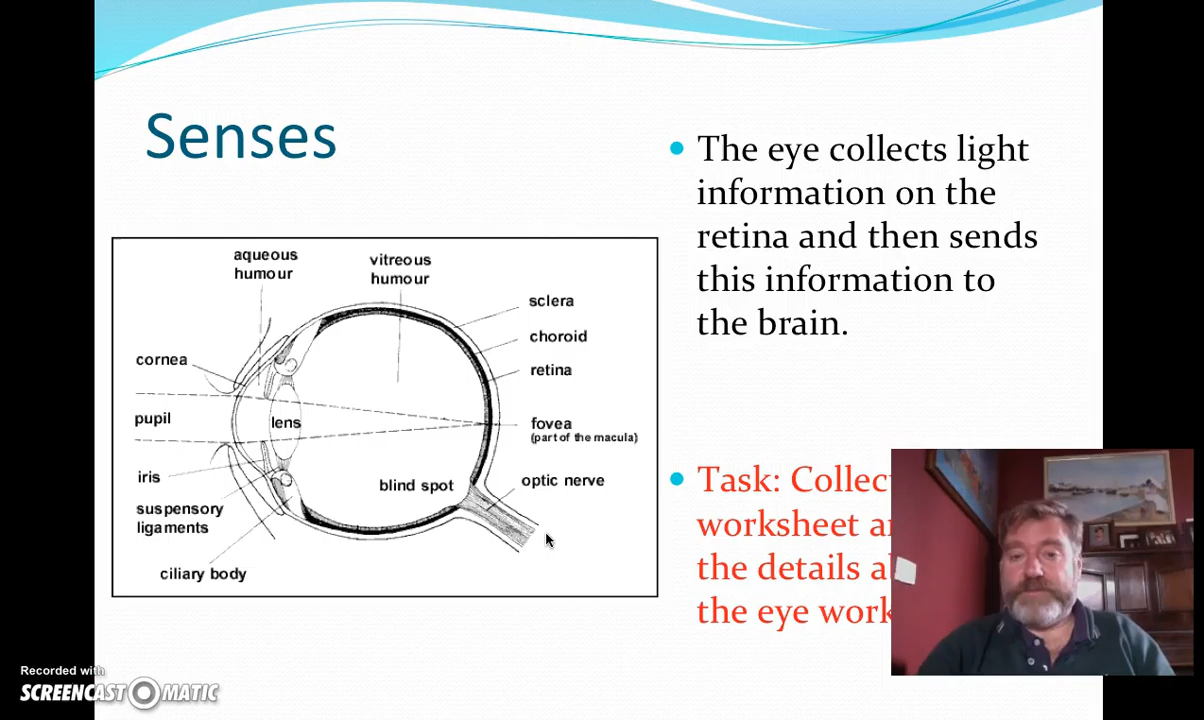 Senses
The eye collects light
information on the
retina and then sends
this information to
the brain.
aqueous
humour
vitreous
humour
sclera
choroid
cornea
retina
pupil
lens
fovea
(part of the macula)
iris
blind spot
optic nerve
suspensory
ligaments
ciliary body
Task: Collec
worksheet a
the details a
the eye work
Recorded with
SCREENCAST MATIC